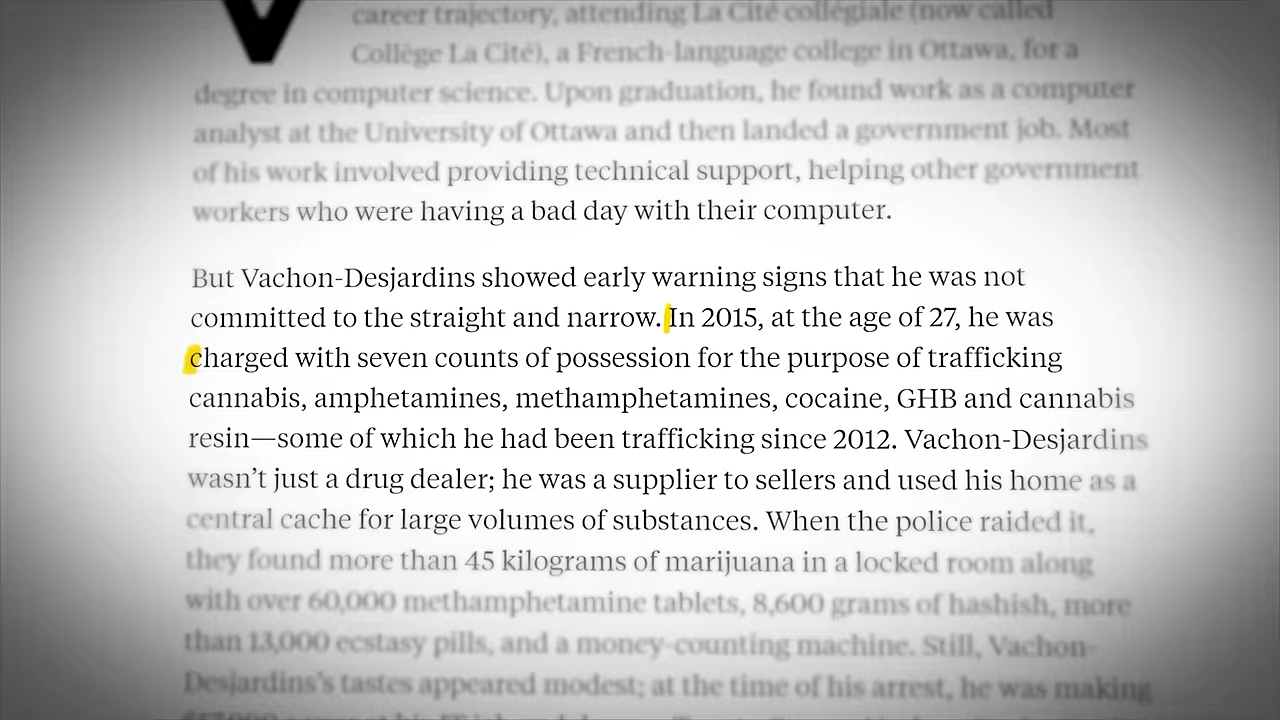 V
career trajectory, attending La Cité collégiale (now called
Collège La Cité), a French-language college in Ottawa, for a
degree in computer science. Upon graduation, he found work as a computer
analyst at the University of Ottawa and then landed a government job. Most
of his work involved providing technical support, helping other government
workers who were having a bad day with their computer.
But Vachon-Desjardins showed early warning signs that he was not
committed to the straight and narrow. In 2015, at the age of 27, he was
charged with seven counts of possession for the purpose of trafficking
cannabis, amphetamines, methamphetamines, cocaine, GHB and cannabis
resin—some of which he had been trafficking since 2012. Vachon-Desjardins
wasn’t just a drug dealer; he was a supplier to sellers and used his home as a
central cache for large volumes of substances. When the police raided it,
they found more than 45 kilograms of marijuana in a locked room along
with over 60,000 methamphetamine tablets, 8,600 grams of hashish, more
than 13,000 ecstasy pills, and a money-counting machine. Still, Vachon-
Desjardins’s tastes appeared modest; at the time of his arrest, he was making